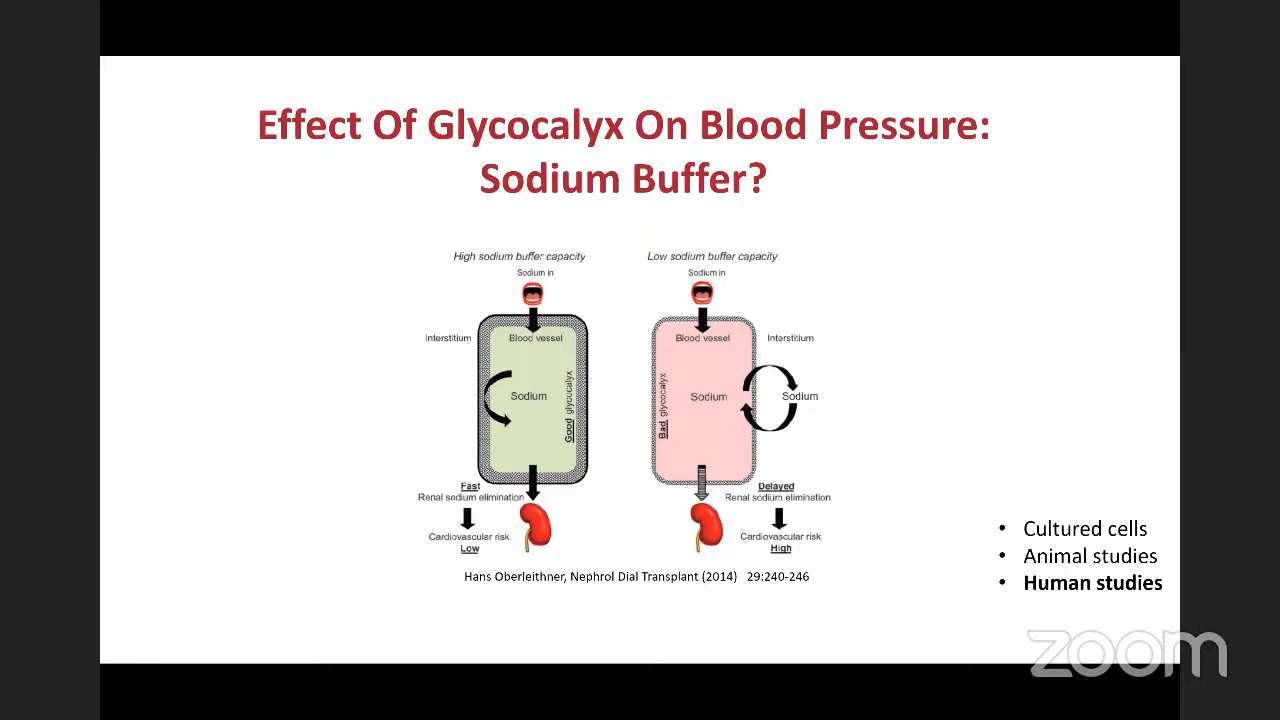 Effect Of Glycocalyx On Blood Pressure:
Sodium Buffer?
High sodium buffer capacity
Sodium in
Interstitium
Blood vessel
Sodium
Good glycocalyx
Fast
Renal sodium elimination
Cardiovascular risk
Low
Low sodium buffer capacity
Sodium in
Blood vessel
Interstitium
Sodium
Sodium
Bad glycocalyx
Delayed
Renal sodium elimination
Cardiovascular risk
High
Hans Oberleithner, Nephrol Dial Transplant (2014) 29:240-246
• Cultured cells
• Animal studies
• Human studies
zoom